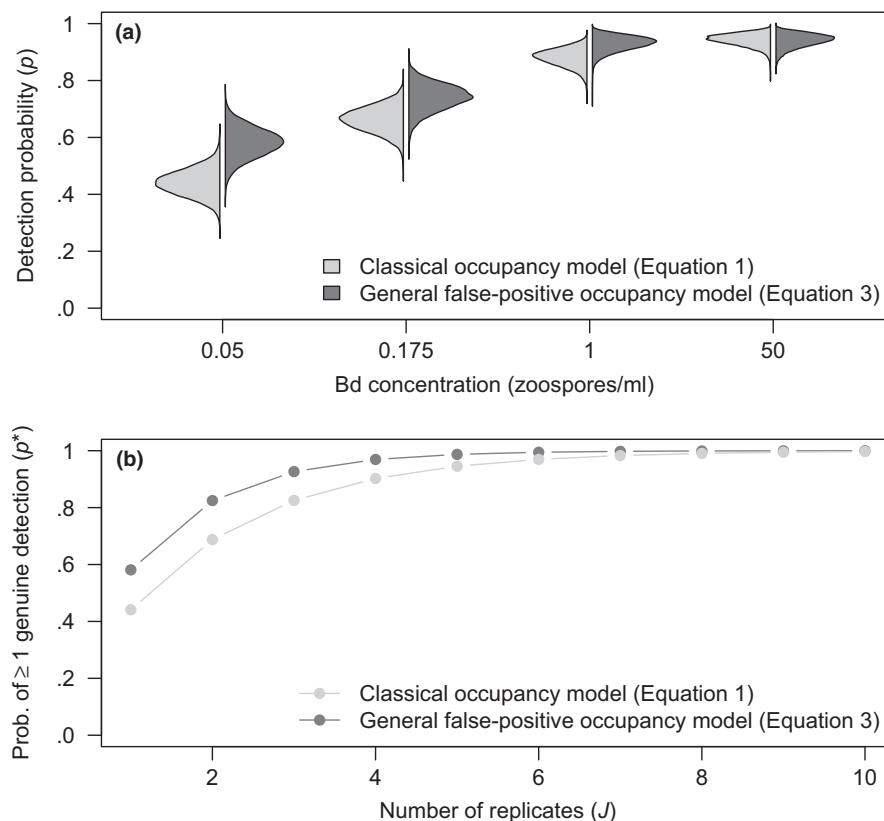 (a)
Detection probability (p)
1
.8
.6
.4
.2
.0
Classical occupancy model (Equation 1)
General false-positive occupancy model (Equation 3)
0.05 0.175 1 50
Bd concentration (zoospores/ml)
(b)
Prob. of ≥ 1 genuine detection (p*)
1
.8
.6
.4
.2
.0
Classical occupancy model (Equation 1)
General false-positive occupancy model (Equation 3)
2 4 6 8 10
Number of replicates (J)